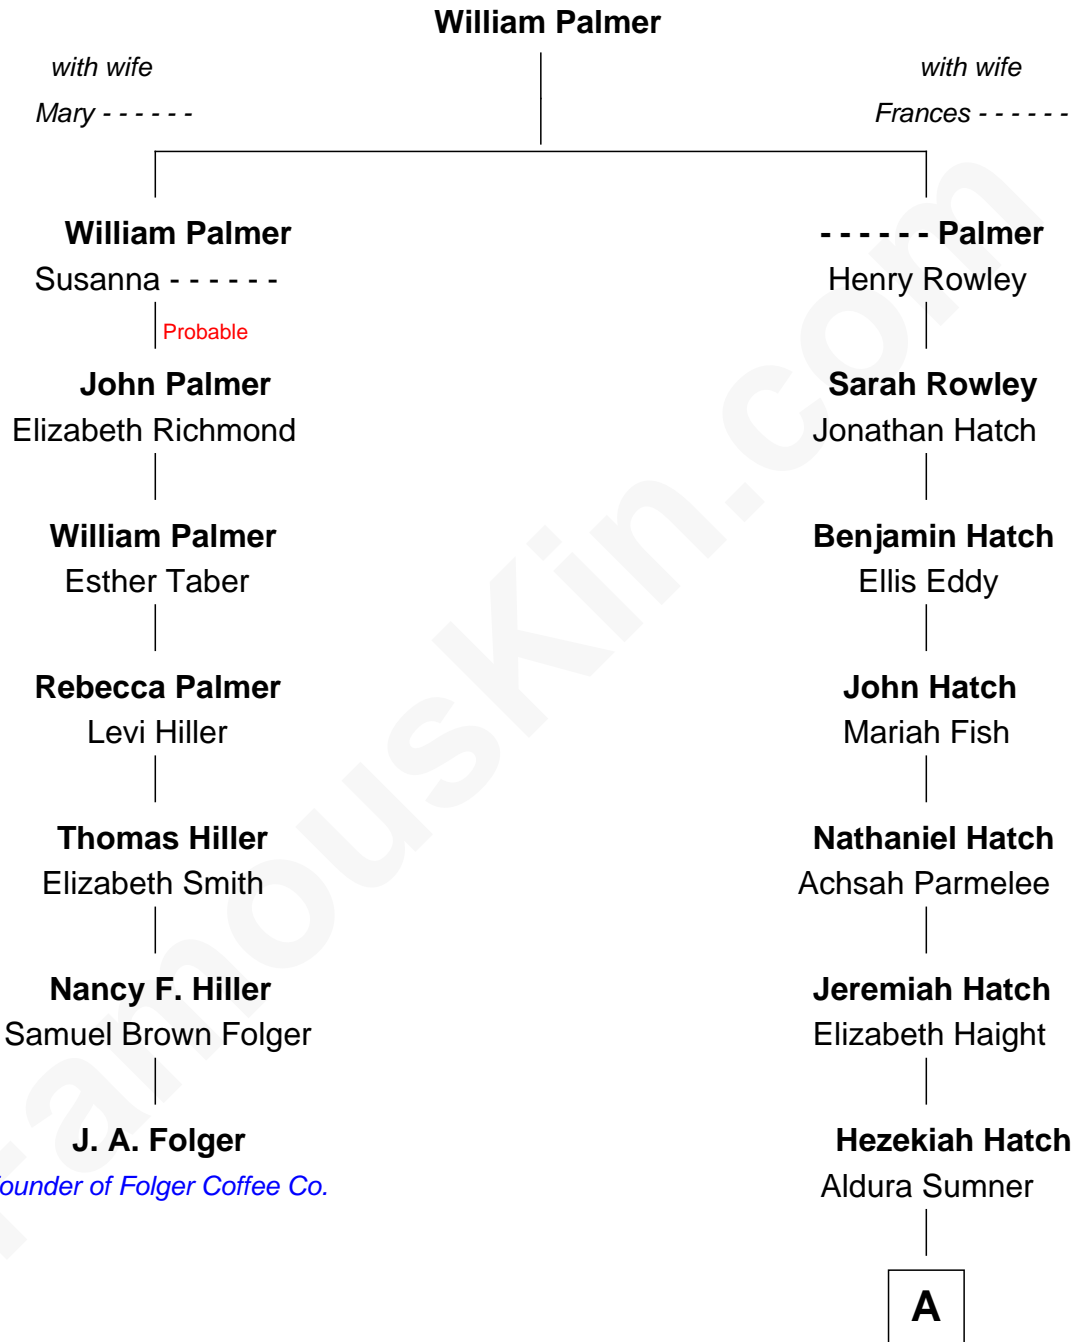 William Palmer
with wife
with wife
Mary - - - - - -
Frances - - - - - -
William Palmer
- - - - - - Palmer
Susanna - - - - - -
Henry Rowley
Probable
John Palmer
Sarah Rowley
Elizabeth Richmond
Jonathan Hatch
William Palmer
Benjamin Hatch
Esther Taber
Ellis Eddy
Rebecca Palmer
John Hatch
Levi Hiller
Mariah Fish
Thomas Hiller
Nathaniel Hatch
Elizabeth Smith
Achsah Parmelee
Nancy F. Hiller
Jeremiah Hatch
Samuel Brown Folger
Elizabeth Haight
J. A. Folger
Hezekiah Hatch
ounder of Folger Coffee Co.
Aldura Sumner
A
FamousKin.com